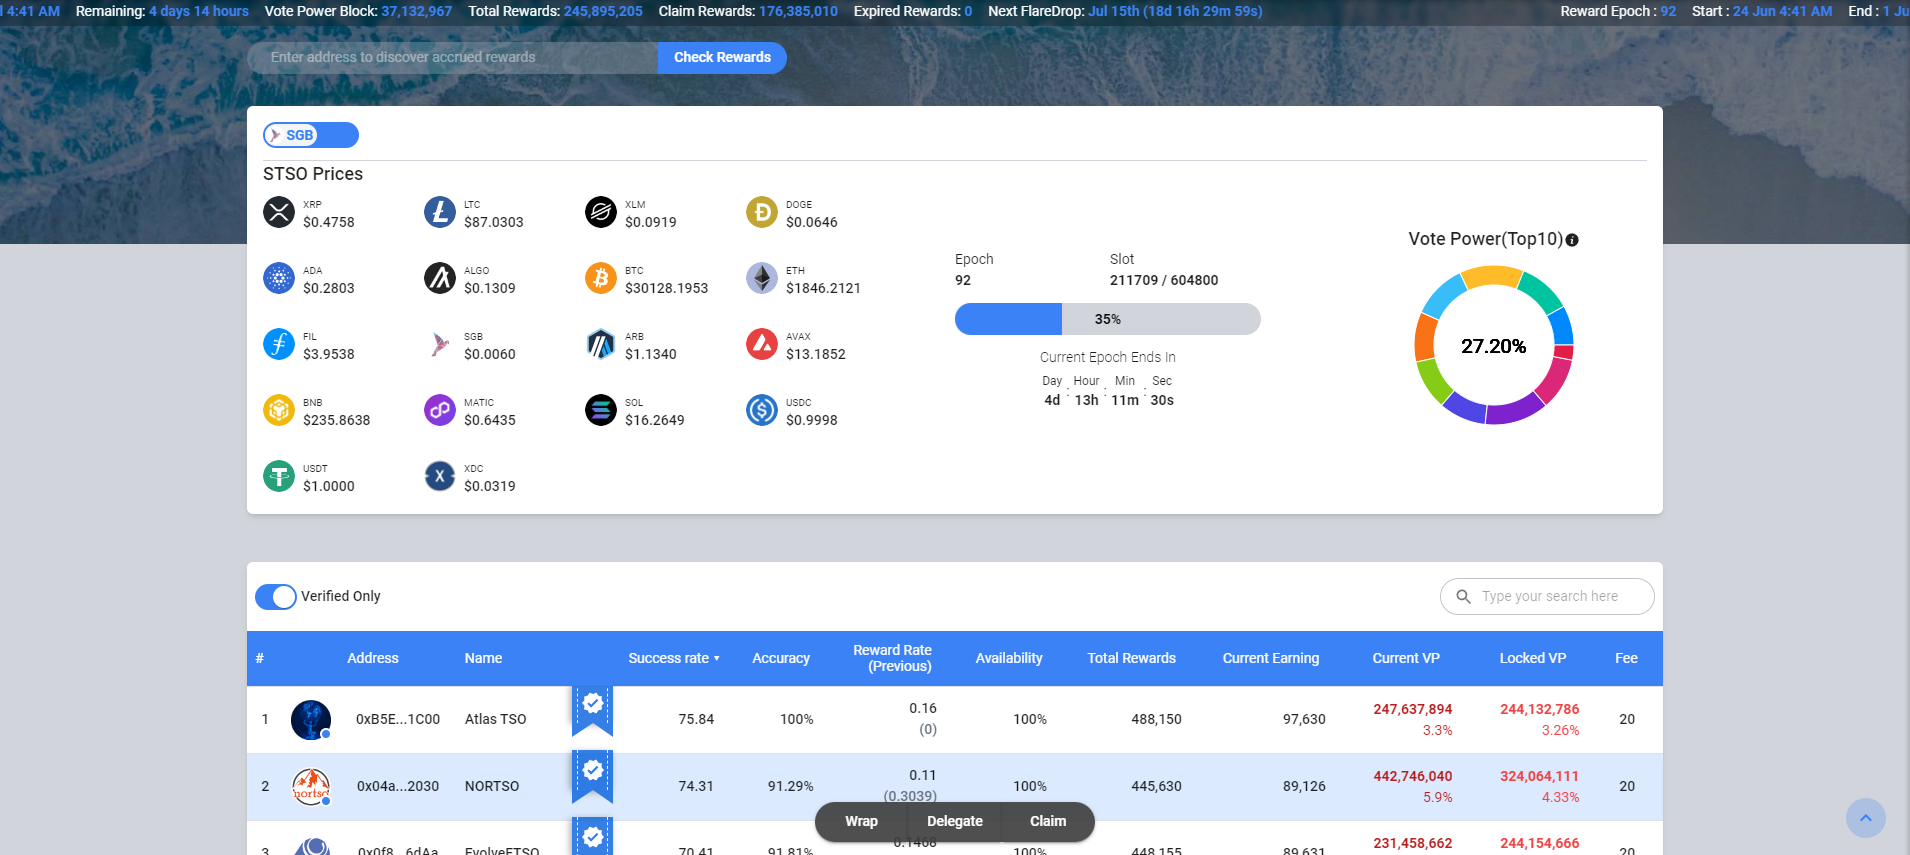 4:41 AM Remaining: 4 days 14 hours Vote Power Block: 37,132,967 Total Rewards: 245,895,205 Claim Rewards: 176,385,010 Expired Rewards: 0 Next FlareDrop: Jul 15th (18d 16h 29m 59s) Reward Epoch : 92 Start : 24 Jun 4:41 AM End : 1 Ju
Enter address to discover accrued rewards Check Rewards
SGB
STSO Prices
XRP
$0.4758
LTC
$87.0303
XLM
$0.0919
DOGE
$0.0646
ADA
$0.2803
ALGO
$0.1309
BTC
$30128.1953
ETH
$1846.2121
FIL
$3.9538
SGB
$0.0060
ARB
$1.1340
AVAX
$13.1852
BNB
$235.8638
MATIC
$0.6435
SOL
$16.2649
USDC
$0.9998
USDT
$1.0000
XDC
$0.0319
Epoch
92
Slot
211709 / 604800
35%
Current Epoch Ends In
Day : Hour : Min : Sec
4d 13h 11m 30s
Vote Power(Top10)
27.20%
Verified Only
Type your search here
# Address Name Success rate Accuracy Reward Rate (Previous) Availability Total Rewards Current Earning Current VP Locked VP Fee
1 0xB5E...1C00 Atlas TSO 75.84 100% 0.16 (0) 100% 488,150 97,630 247,637,894 3.3% 244,132,786 3.26% 20
nortso
2 0x04a...2030 NORTSO 74.31 91.29% 0.11 (0.3039) 100% 445,630 89,126 442,746,040 5.9% 324,064,111 4.33% 20
3 0x0f8...6dAa EvolveFTSO 70.41 91.81% 0.1468 100% 448,155 89,631 231,458,662 244,154,666 20
Wrap Delegate Claim